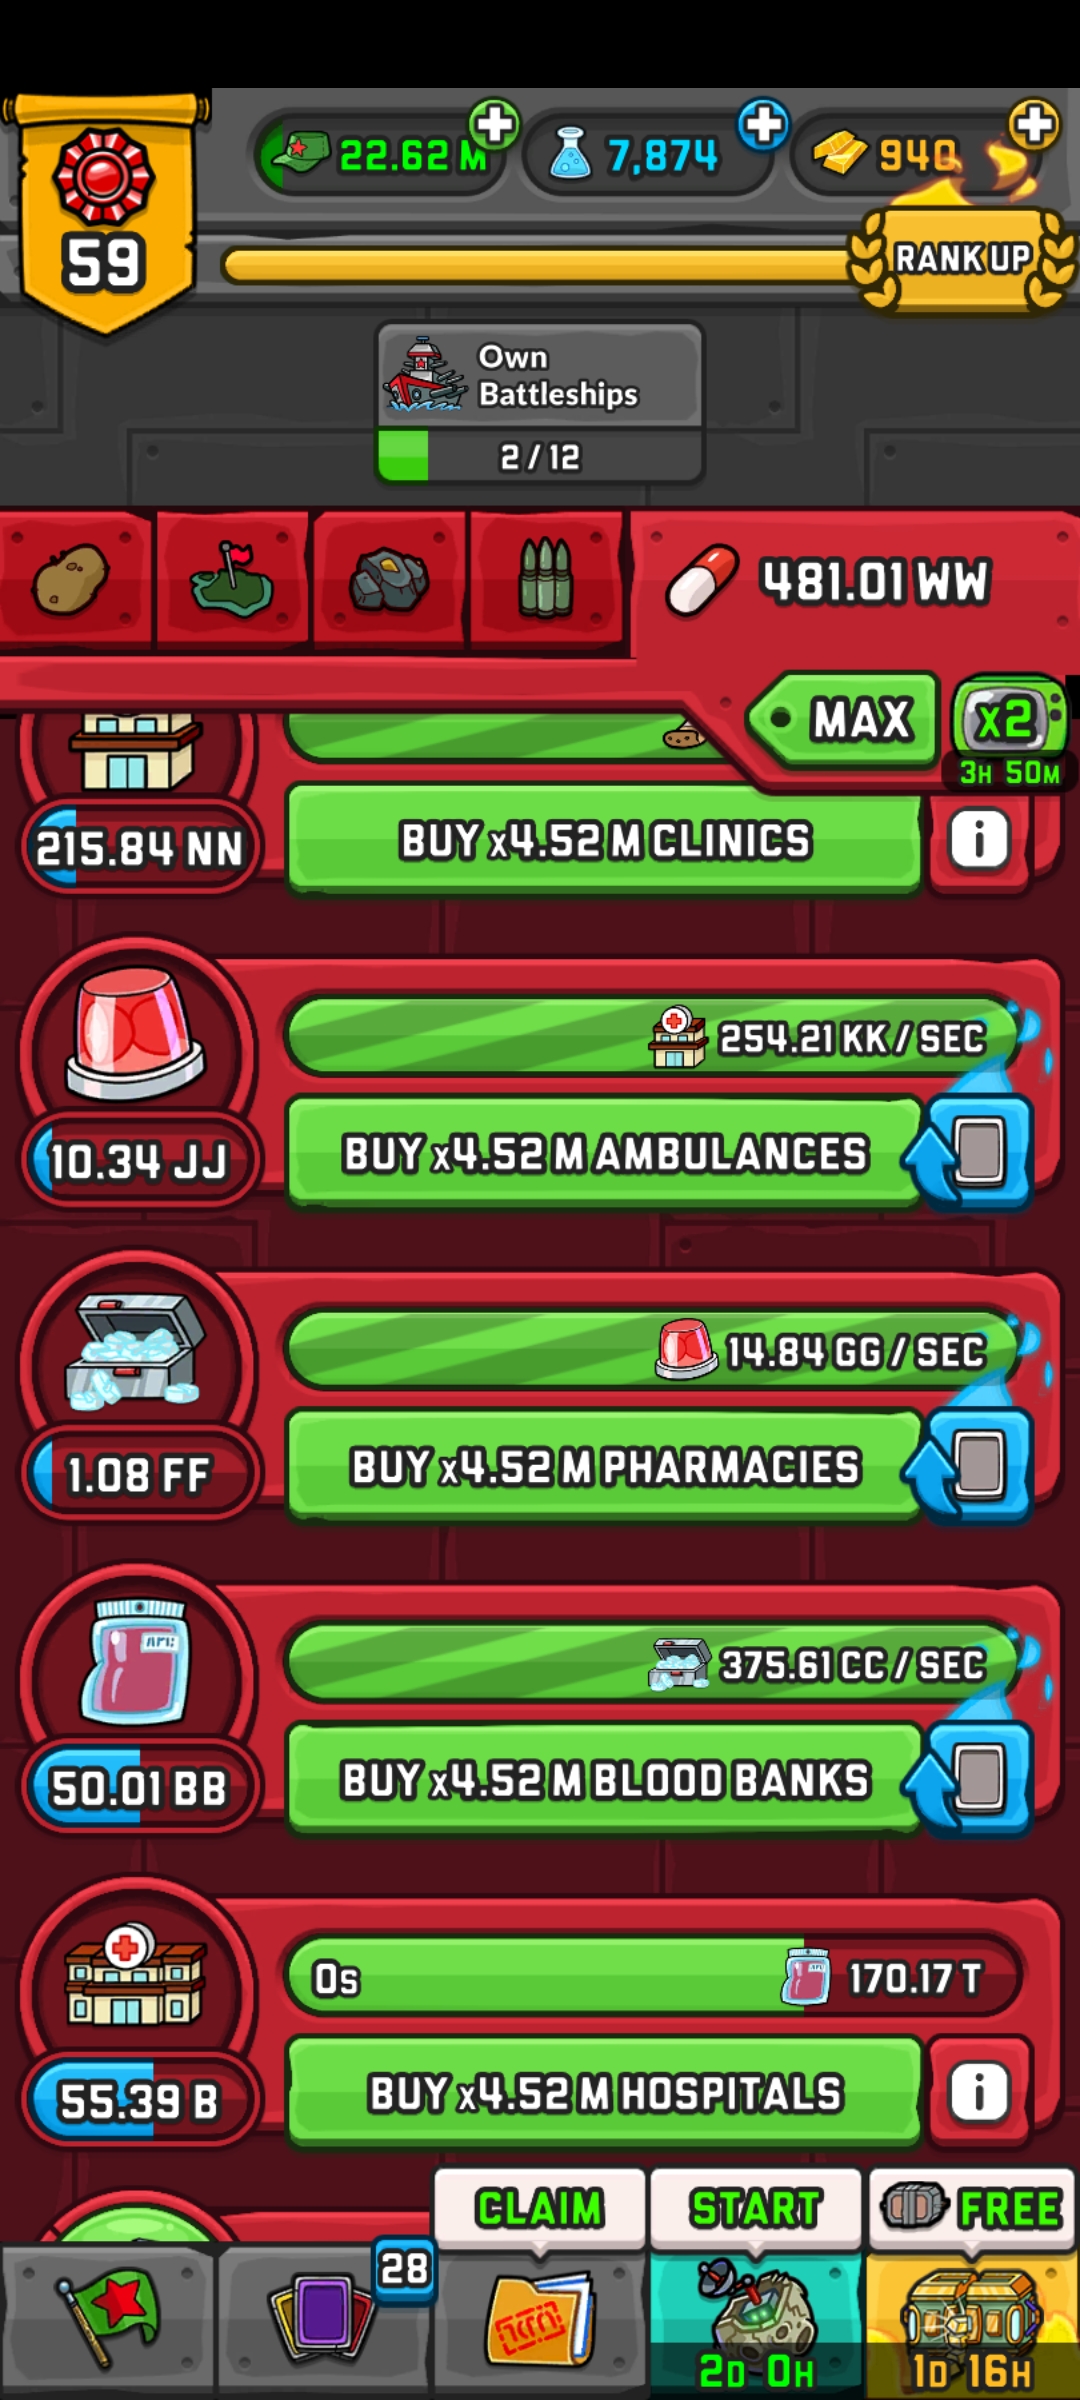 22.62 M
7,874
940
59
RANK UP
Own
Battleships
2 / 12
481.01 WW
MAX
x2
3H 50M
215.84 NN
BUY x4.52 M CLINICS
i
254.21 KK / SEC
10.34 JJ
BUY x4.52 M AMBULANCES
14.84 GG / SEC
1.08 FF
BUY x4.52 M PHARMACIES
375.61 CC / SEC
50.01 BB
BUY x4.52 M BLOOD BANKS
0s
170.17 T
55.39 B
BUY x4.52 M HOSPITALS
i
CLAIM
START
FREE
28
2D 0H
1D 16H